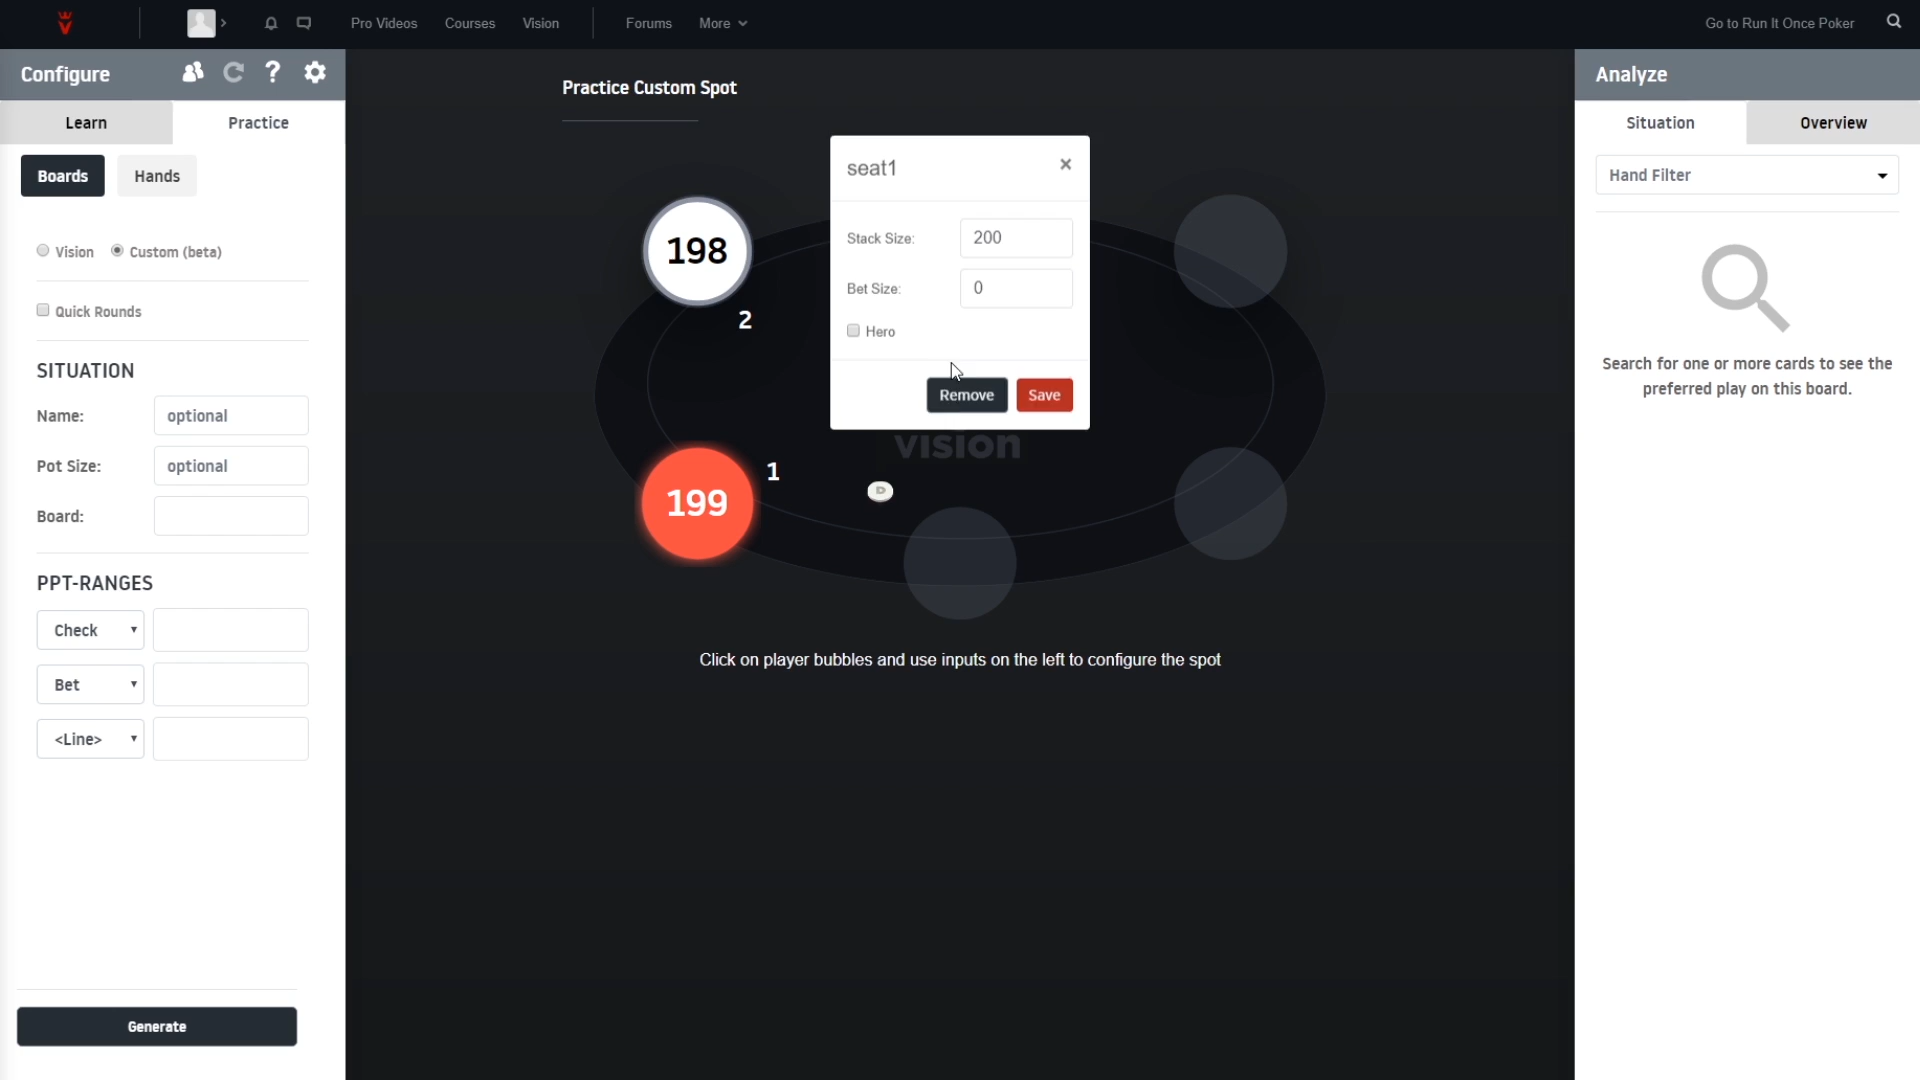 Pro Videos Courses Vision Forums More Go to Run It Once Poker
Configure ?
Learn Practice
Boards Hands
Vision Custom (beta)
Quick Rounds
SITUATION
Name: optional
Pot Size: optional
Board:
PPT-RANGES
Check
Bet
<Line>
Generate
Practice Custom Spot
seat1 ×
Stack Size: 200
Bet Size: 0
Hero
Remove Save
198
2
199
1
D
vision
Click on player bubbles and use inputs on the left to configure the spot
Analyze
Situation Overview
Hand Filter
Search for one or more cards to see the
preferred play on this board.